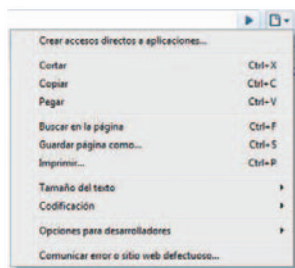 Crear accesos directos a aplicaciones...
Cortar Ctrl+X
Copiar Ctrl+C
Pegar Ctrl+V
Buscar en la página Ctrl+F
Guardar página como... Ctrl+S
Imprimir... Ctrl+P
Tamaño del texto
Codificación
Opciones para desarrolladores
Comunicar error o sitio web defectuoso...